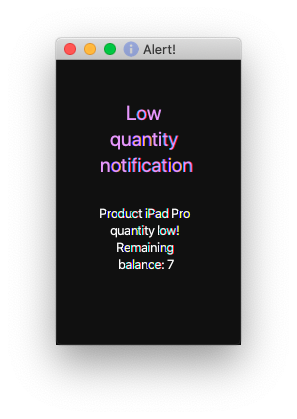 Alert!
Low
quantity
notification
Product iPad Pro
quantity low!
Remaining
balance: 7